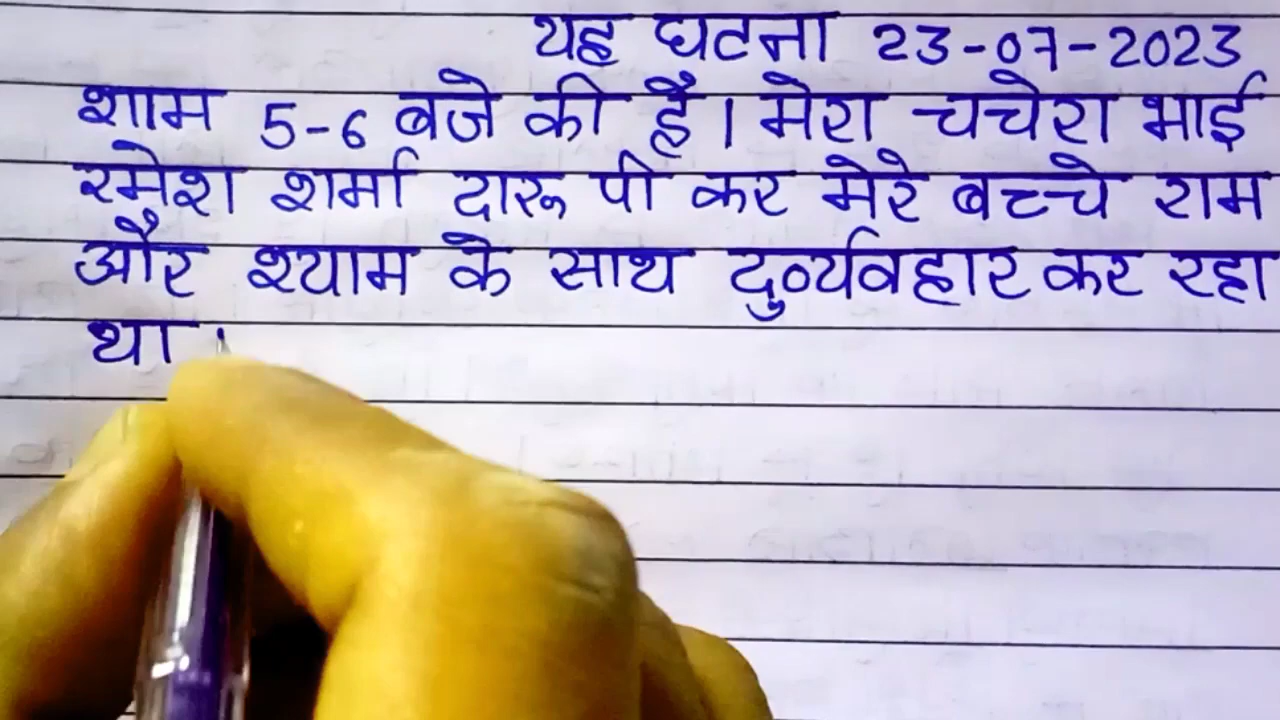 यह घटना 23-07-2023
शाम 5-6 बजे की है। मेरा चचेरा भाई
रमेश शर्मा दारू पी कर मेरे बच्चे राम
और श्याम के साथ दुर्व्यवहार कर रहा
था